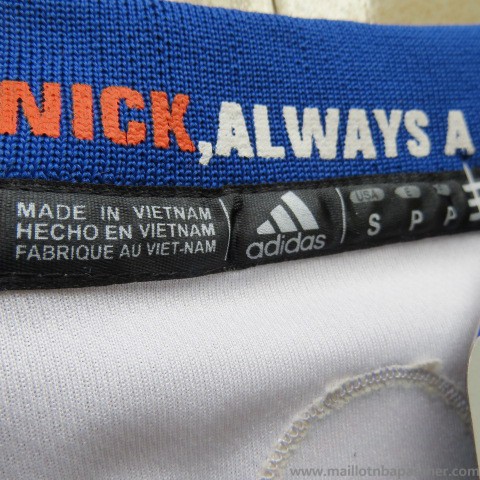 NICK, ALWAYS A
MADE IN VIETNAM
HECHO EN VIETNAM
FABRIQUE AU VIET-NAM
adidas
USA
S P P
www.maillotnbapascher.com